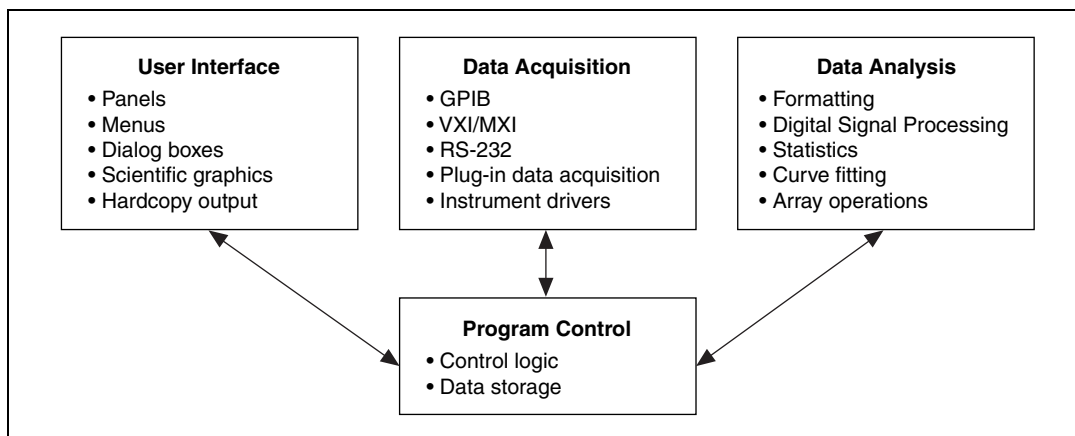 User Interface
• Panels
• Menus
• Dialog boxes
• Scientific graphics
• Hardcopy output
Data Acquisition
• GPIB
• VXI/MXI
• RS-232
• Plug-in data acquisition
• Instrument drivers
Data Analysis
• Formatting
• Digital Signal Processing
• Statistics
• Curve fitting
• Array operations
Program Control
• Control logic
• Data storage